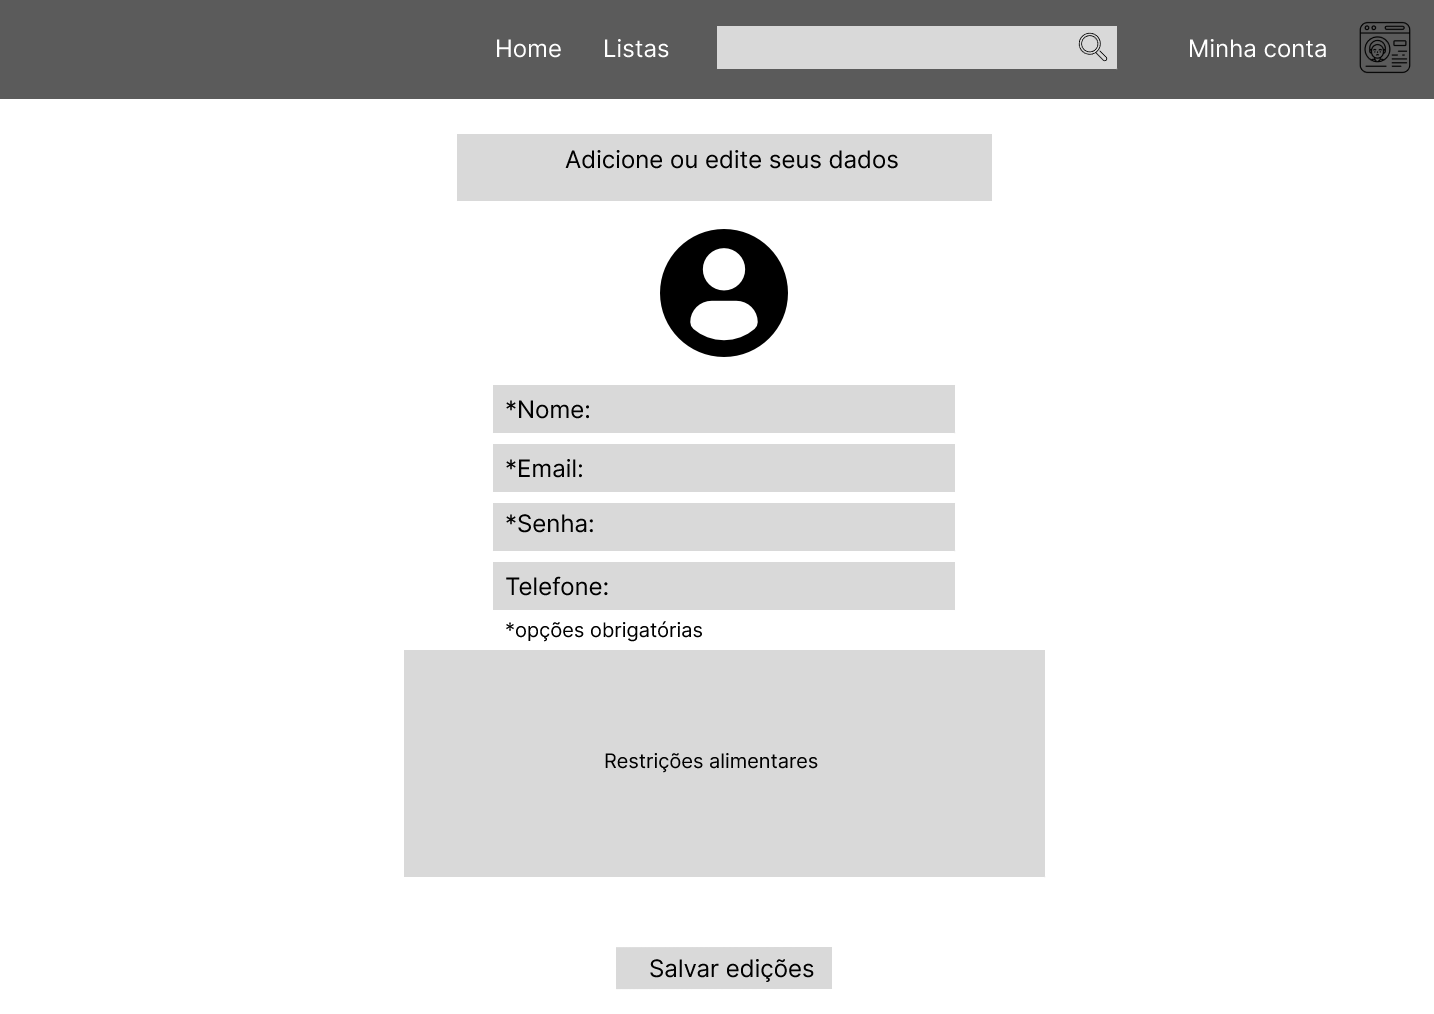 Home
Listas
Minha conta
Adicione ou edite seus dados
*Nome:
*Email:
*Senha:
Telefone:
*opções obrigatórias
Restrições alimentares
Salvar edições